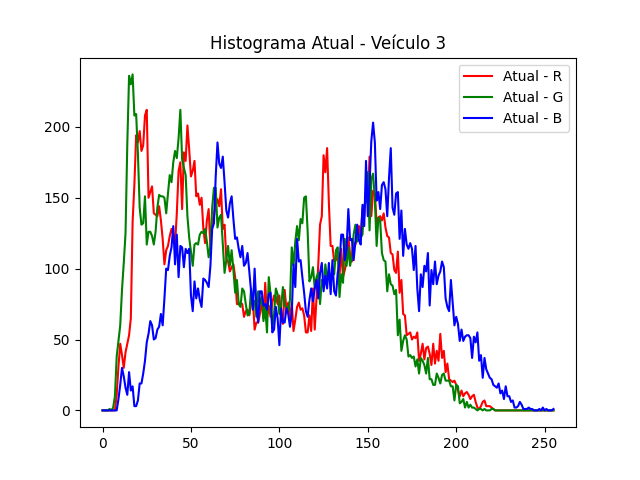 Histograma Atual - Veículo 3
Atual - R
Atual - G
Atual - B
200
150
100
50
0
0 50 100 150 200 250